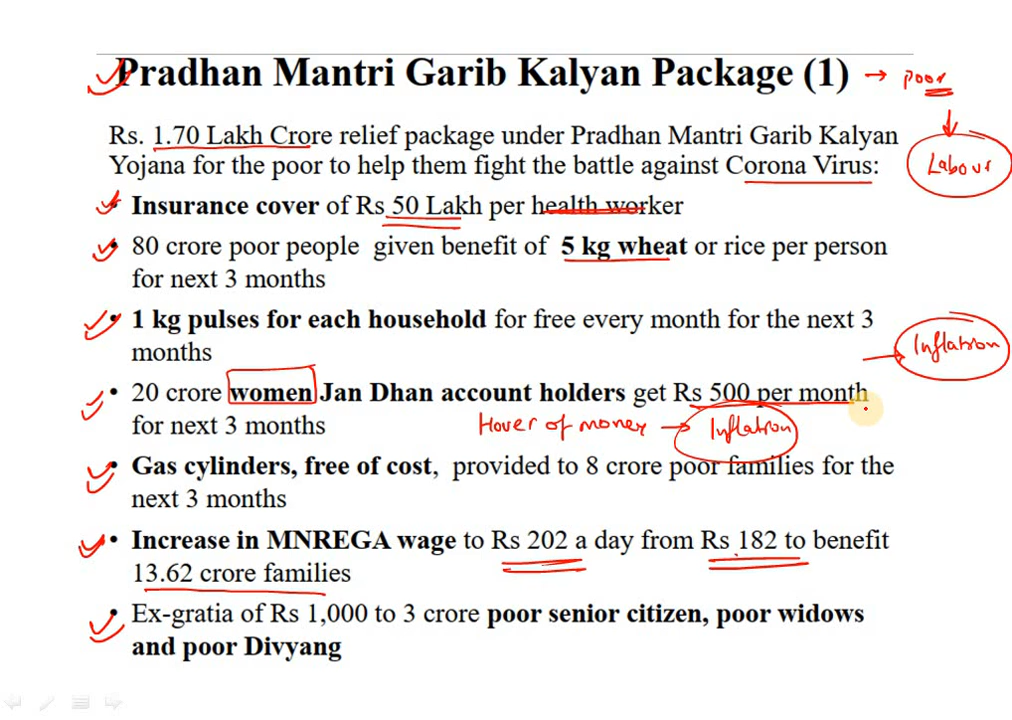 Pradhan Mantri Garib Kalyan Package (1) → poor
Rs. 1.70 Lakh Crore relief package under Pradhan Mantri Garib Kalyan
Yojana for the poor to help them fight the battle against Corona Virus:
Labour
• Insurance cover of Rs 50 Lakh per health worker
• 80 crore poor people given benefit of 5 kg wheat or rice per person
for next 3 months
• 1 kg pulses for each household for free every month for the next 3
months
Inflation
• 20 crore women Jan Dhan account holders get Rs 500 per month
for next 3 months
Hover of money → Inflation
• Gas cylinders, free of cost, provided to 8 crore poor families for the
next 3 months
• Increase in MNREGA wage to Rs 202 a day from Rs 182 to benefit
13.62 crore families
• Ex-gratia of Rs 1,000 to 3 crore poor senior citizen, poor widows
and poor Divyang